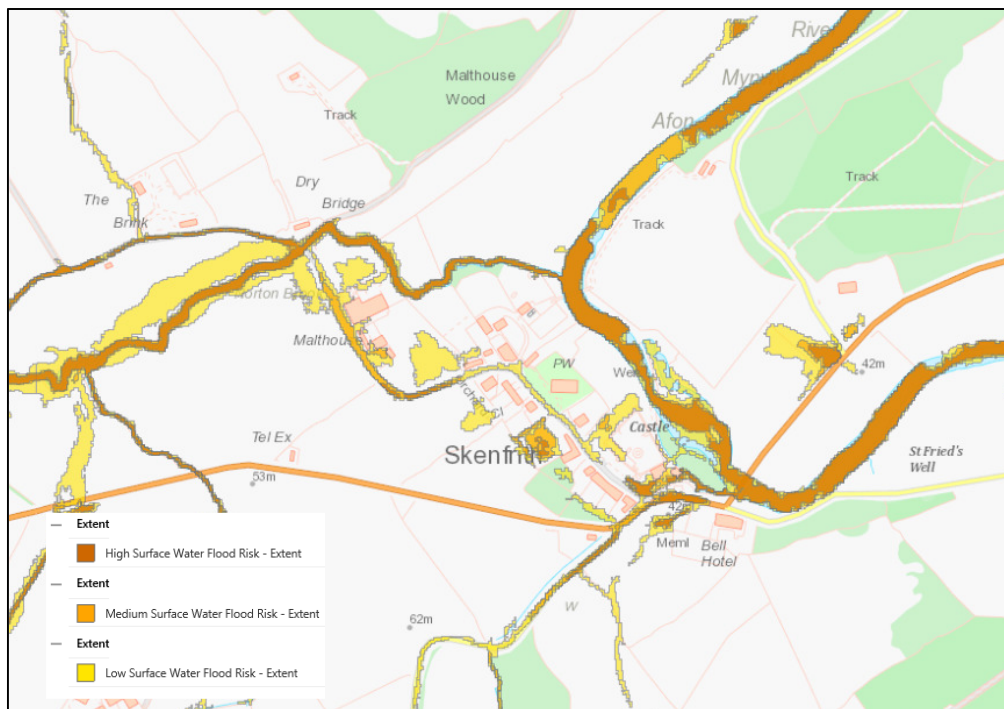 River
Mynwy
Afon
Malthouse
Wood
Track
Track
Track
The
Brink
Dry
Bridge
Norton Brook
Malthouse
PW
Weir
42m
Castle
Skenfrith
Tel Ex
53m
St Fried's
Well
42m
Meml
Bell
Hotel
W
62m
Extent
High Surface Water Flood Risk - Extent
Extent
Medium Surface Water Flood Risk - Extent
Extent
Low Surface Water Flood Risk - Extent